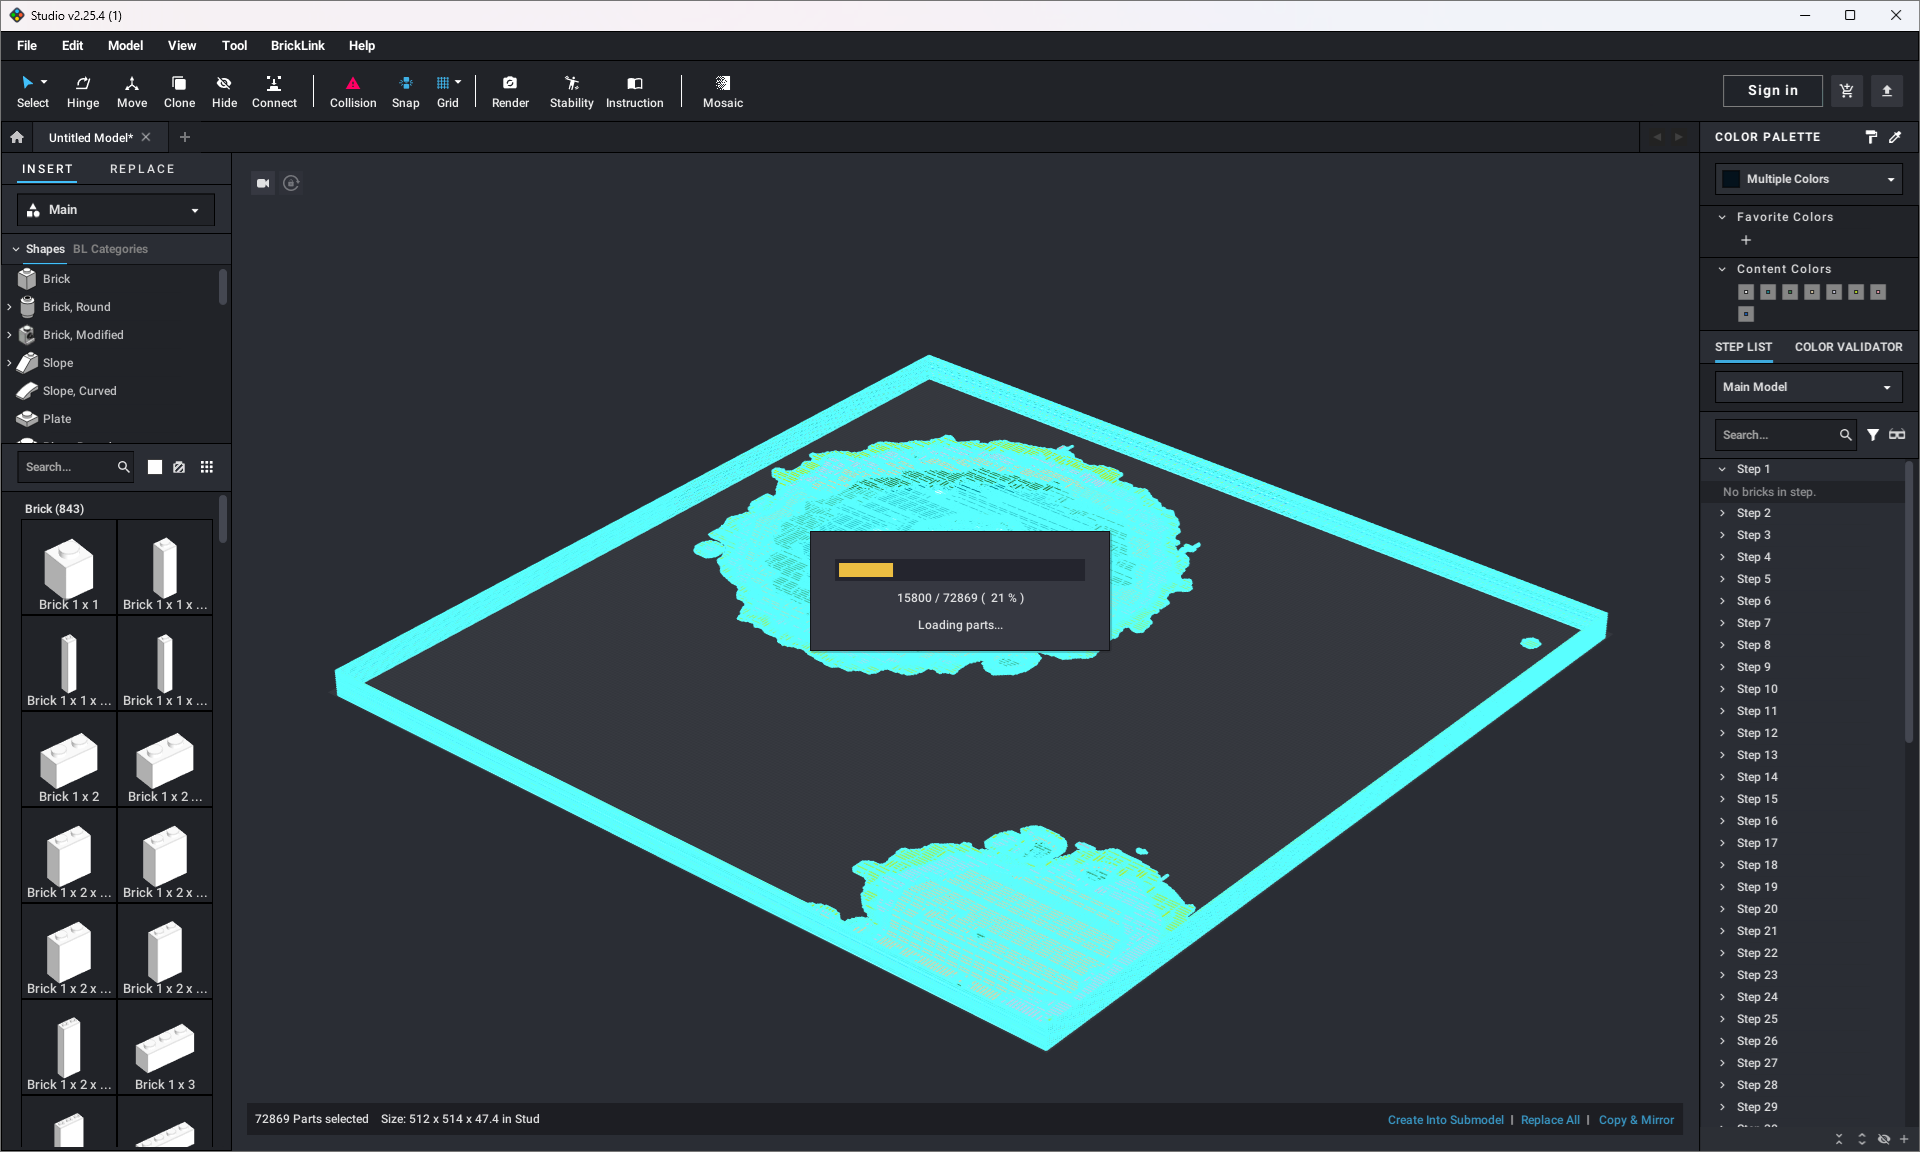 Studio v2.25.4 (1)
File Edit Model View Tool BrickLink Help
Select Hinge Move Clone Hide Connect Collision Snap Grid Render Stability Instruction Mosaic Sign in
Untitled Model*
INSERT REPLACE
Main
Shapes BL Categories
Brick
Brick, Round
Brick, Modified
Slope
Slope, Curved
Plate
Search...
Brick (843)
Brick 1 x 1 Brick 1 x 1 x ...
Brick 1 x 1 x ... Brick 1 x 1 x ...
Brick 1 x 2 Brick 1 x 2 ...
Brick 1 x 2 x ... Brick 1 x 2 x ...
Brick 1 x 2 x ... Brick 1 x 2 x ...
Brick 1 x 2 x ... Brick 1 x 3
15800 / 72869 ( 21 % )
Loading parts...
72869 Parts selected Size: 512 x 514 x 47.4 in Stud
Create Into Submodel | Replace All | Copy & Mirror
COLOR PALETTE
Multiple Colors
Favorite Colors
Content Colors
STEP LIST COLOR VALIDATOR
Main Model
Search...
Step 1
No bricks in step.
Step 2
Step 3
Step 4
Step 5
Step 6
Step 7
Step 8
Step 9
Step 10
Step 11
Step 12
Step 13
Step 14
Step 15
Step 16
Step 17
Step 18
Step 19
Step 20
Step 21
Step 22
Step 23
Step 24
Step 25
Step 26
Step 27
Step 28
Step 29